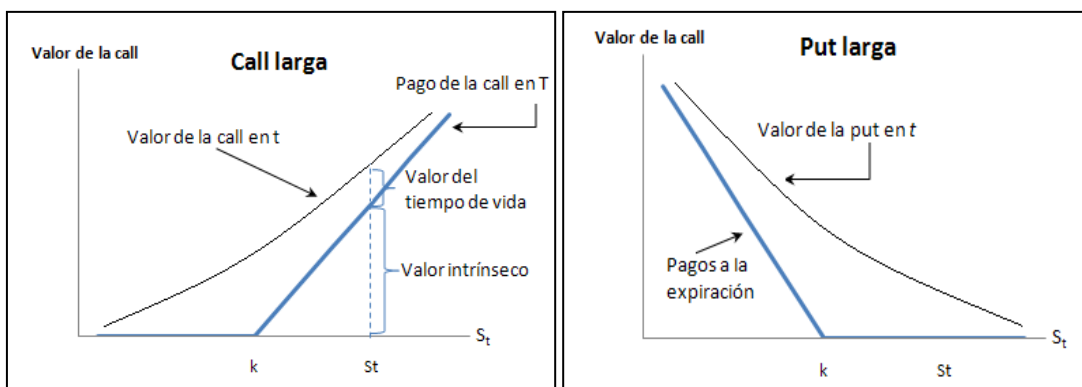 Valor de la call
Call larga
Pago de la call en T
Valor de la call en t
Valor del
tiempo de vida
Valor intrínseco
S_t
k
St
Valor de la call
Put larga
Valor de la put en t
Pagos a la
expiración
S_t
k
St